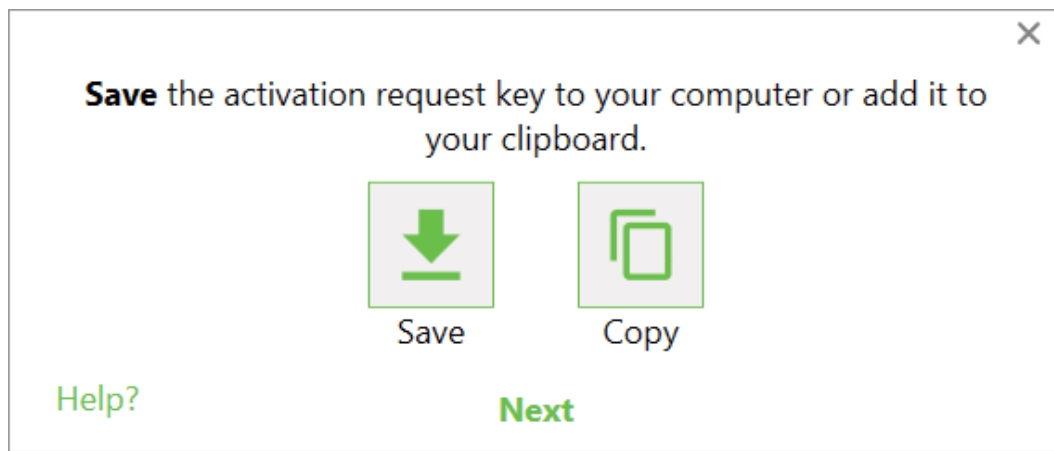 Save the activation request key to your computer or add it to
your clipboard.
Save
Copy
Help?
Next